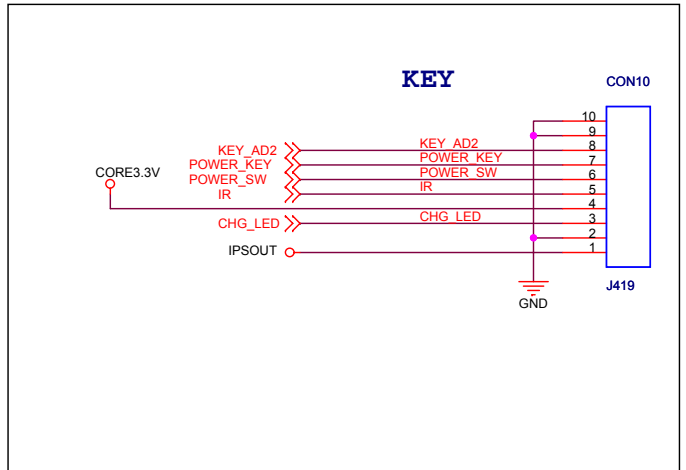 KEY
CON10
10
9
KEY_AD2 KEY_AD2 8
POWER_KEY POWER_KEY 7
CORE3.3V POWER_SW POWER_SW 6
IR IR 5
4
CHG_LED CHG_LED 3
2
IPSOUT 1
J419
GND